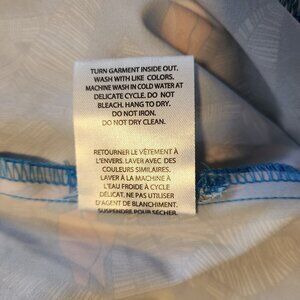 TURN GARMENT INSIDE OUT.
WASH WITH LIKE COLORS.
MACHINE WASH IN COLD WATER AT
DELICATE CYCLE. DO NOT
BLEACH. HANG TO DRY.
DO NOT IRON.
DO NOT DRY CLEAN.
RETOURNER LE VÊTEMENT À
L'ENVERS. LAVER AVEC DES
COULEURS SIMILAIRES.
LAVER À LA MACHINE À
L'EAU FROIDE À CYCLE
DÉLICAT, NE PAS UTILISER
D'AGENT DE BLANCHIMENT.
SUSPENDRE POUR SÉCHER.